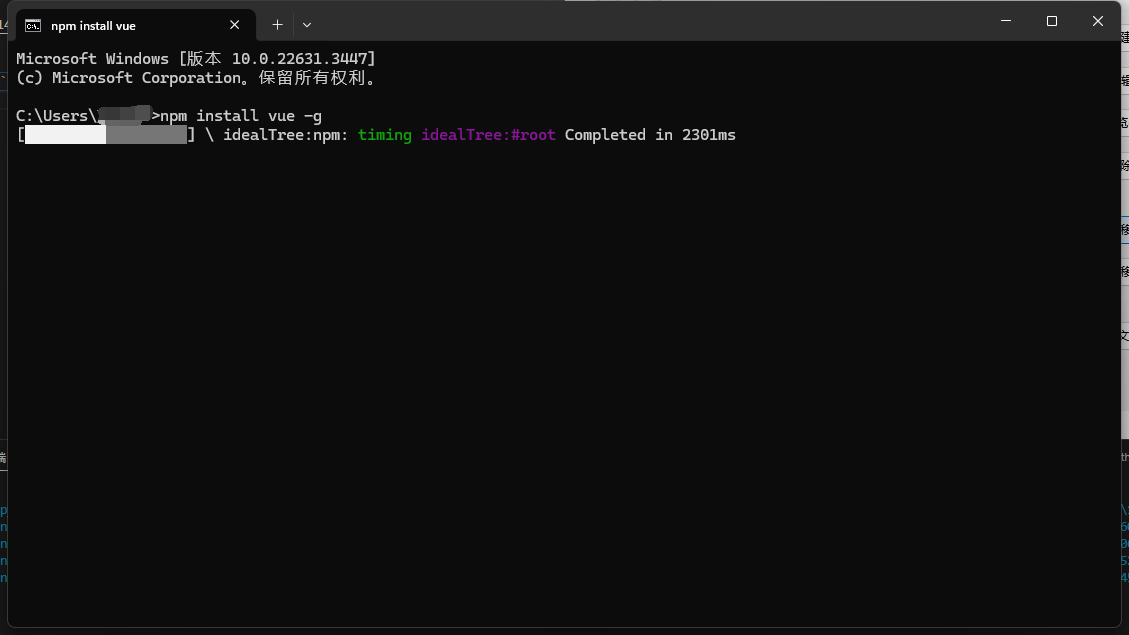 npm install vue
Microsoft Windows [版本 10.0.22631.3447]
(c) Microsoft Corporation。保留所有权利。
C:\Users\ >npm install vue -g
[ ] \ idealTree:npm: timing idealTree:#root Completed in 2301ms